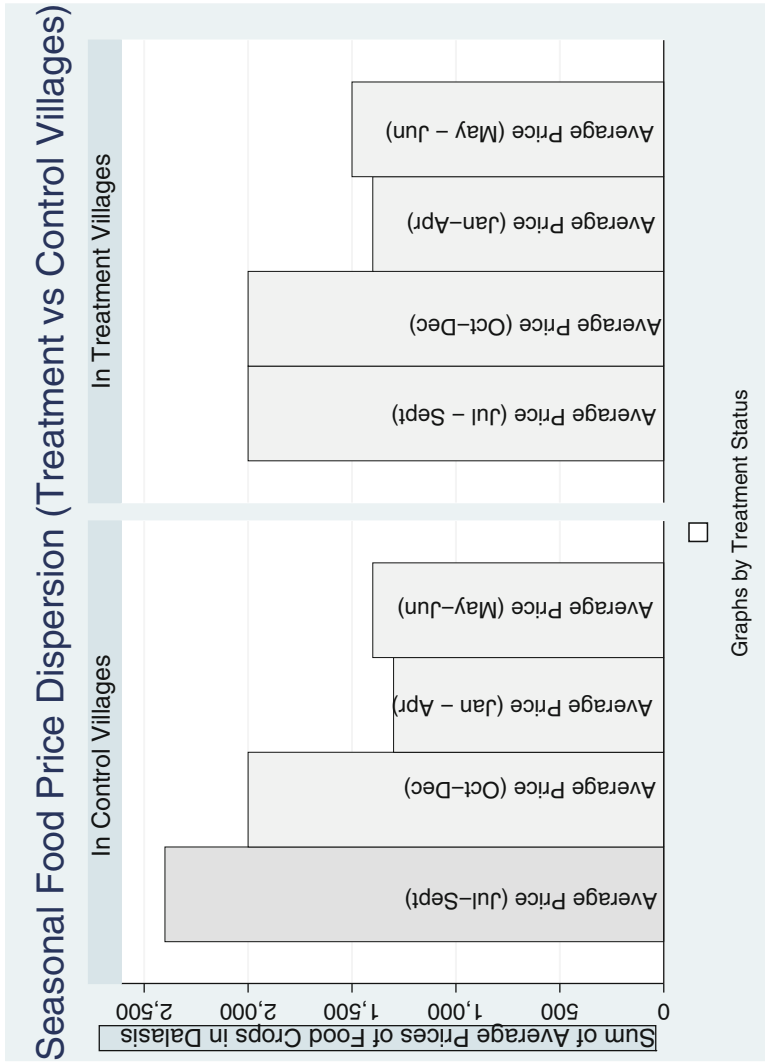 Seasonal Food Price Dispersion (Treatment vs Control Villages)
In Control Villages
In Treatment Villages
Sum of Average Prices of Food Crops in Dalasis
2,500
2,000
1,500
1,000
500
0
Average Price (Jul–Sept)
Average Price (Oct–Dec)
Average Price (Jan – Apr)
Average Price (May–Jun)
Average Price (Jul – Sept)
Average Price (Oct–Dec)
Average Price (Jan–Apr)
Average Price (May – Jun)
Graphs by Treatment Status